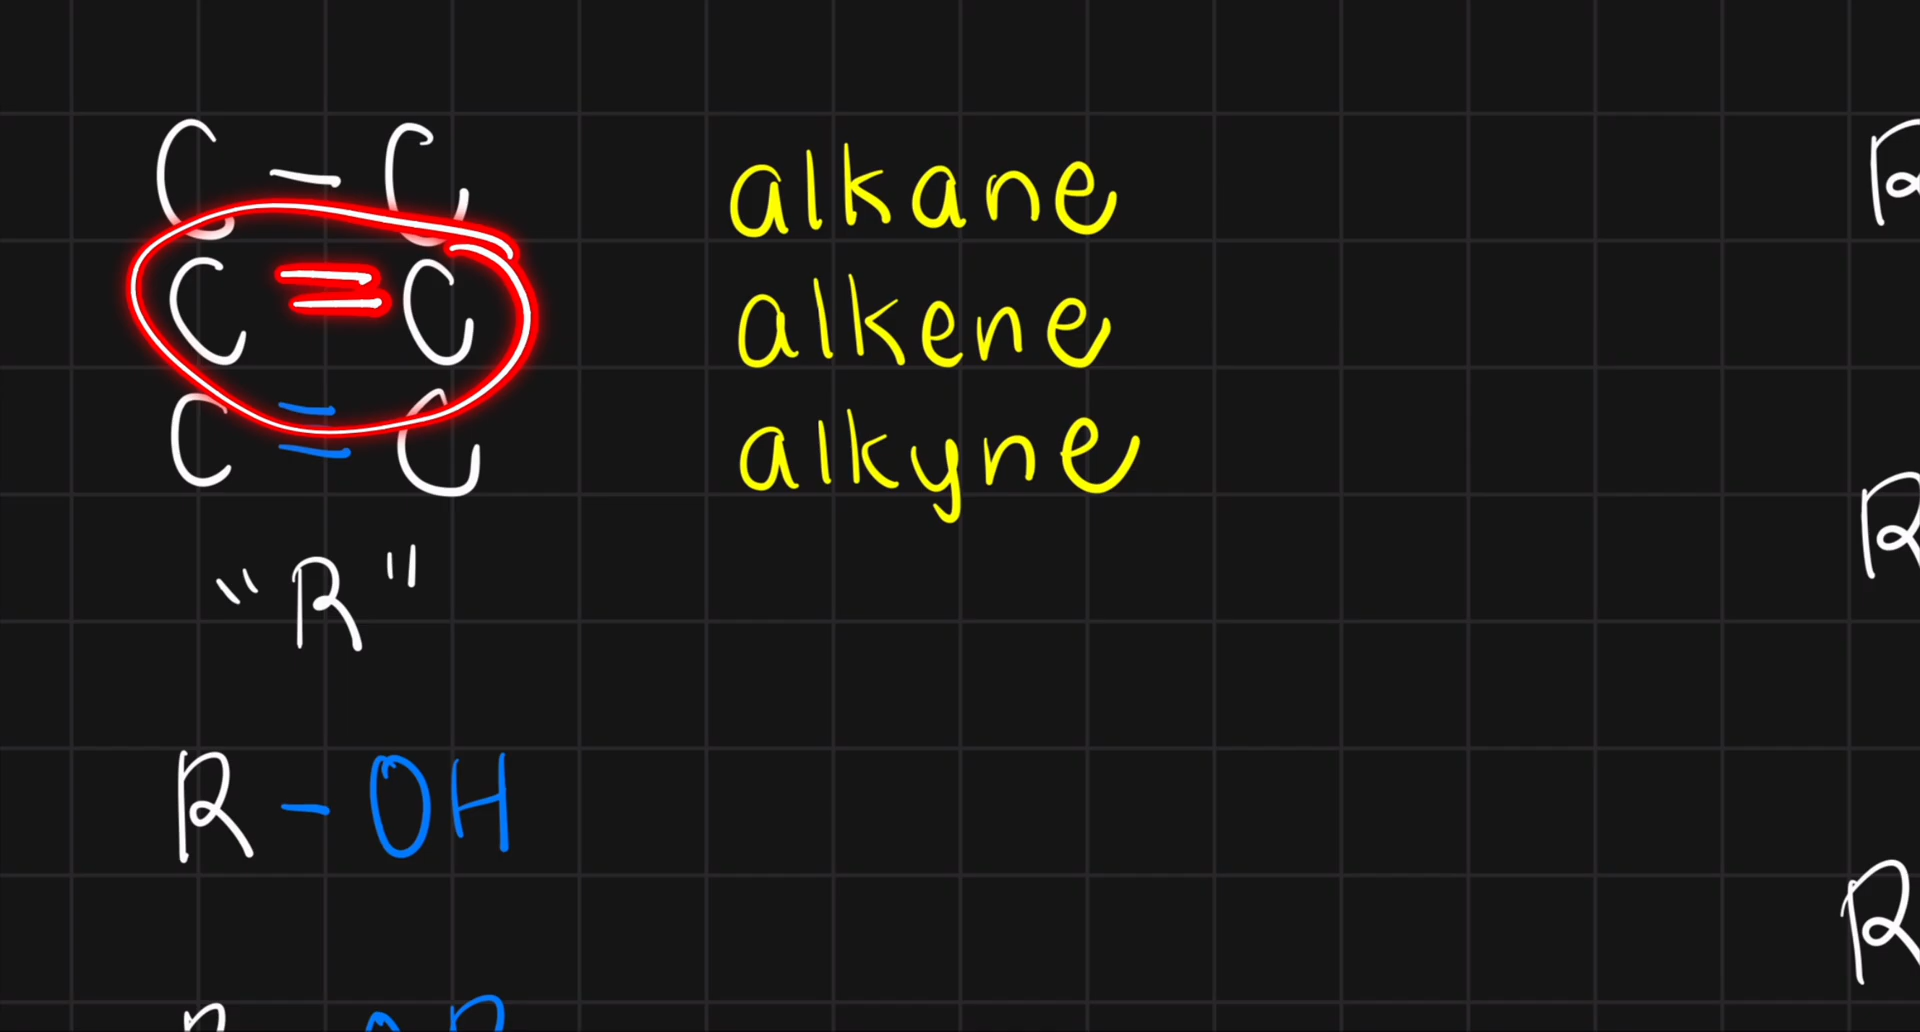 C - C alkane R
C = C alkene
C = C alkyne
R
"R"
R - OH
R